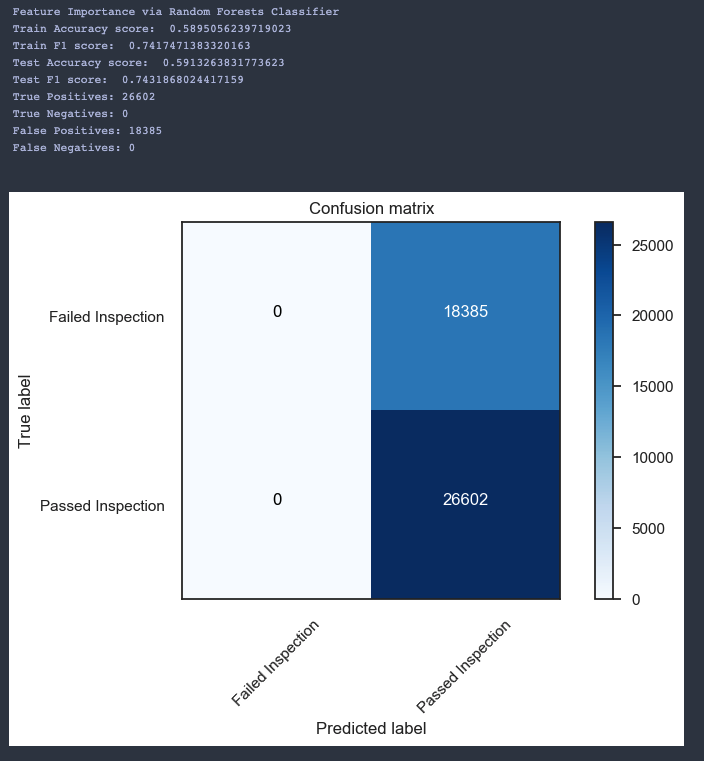 Feature Importance via Random Forests Classifier
Train Accuracy score:  0.5895056239719023
Train F1 score:  0.7417471383320163
Test Accuracy score:  0.5913263831773623
Test F1 score:  0.7431868024417159
True Positives: 26602
True Negatives: 0
False Positives: 18385
False Negatives: 0
Confusion matrix
True label
Failed Inspection
0
18385
Passed Inspection
0
26602
Failed Inspection
Passed Inspection
Predicted label
25000
20000
15000
10000
5000
0